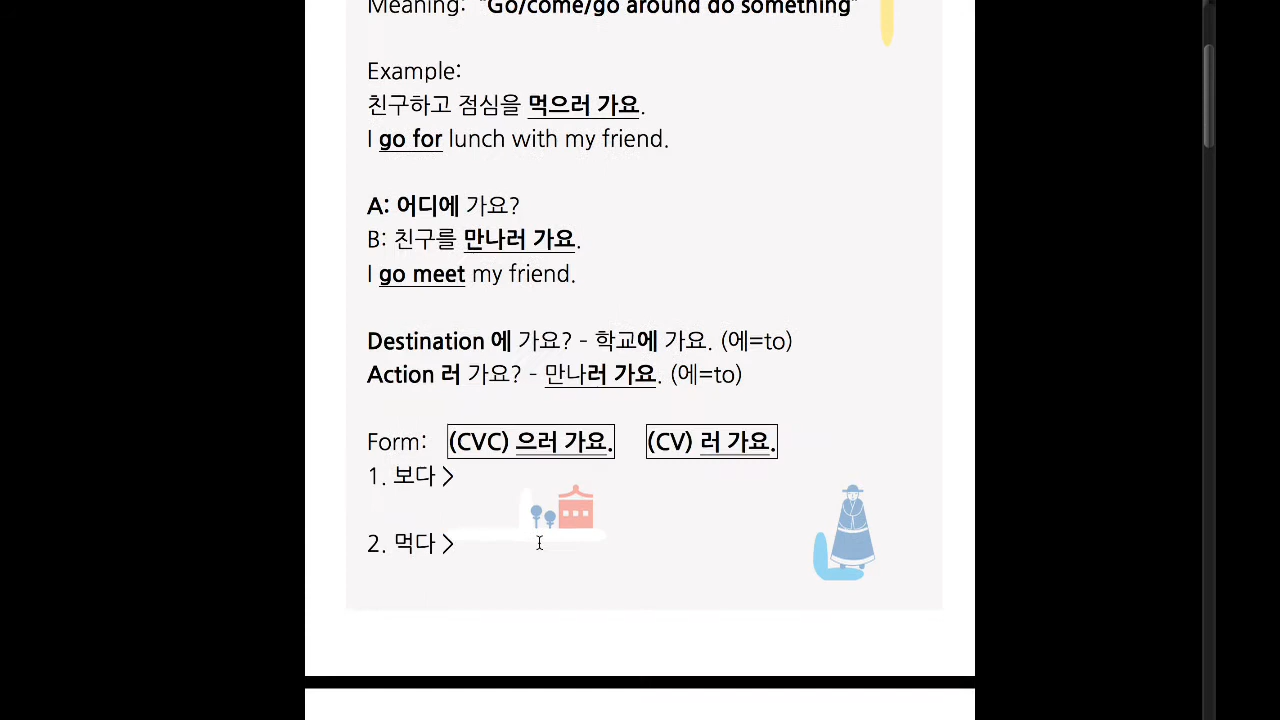 Meaning: "Go/come/go around do something"
Example:
친구하고 점심을 먹으러 가요.
I go for lunch with my friend.
A: 어디에 가요?
B: 친구를 만나러 가요.
I go meet my friend.
Destination 에 가요? - 학교에 가요. (에=to)
Action 러 가요? - 만나러 가요. (에=to)
Form: (CVC) 으러 가요. (CV) 러 가요.
1. 보다 >
2. 먹다 >